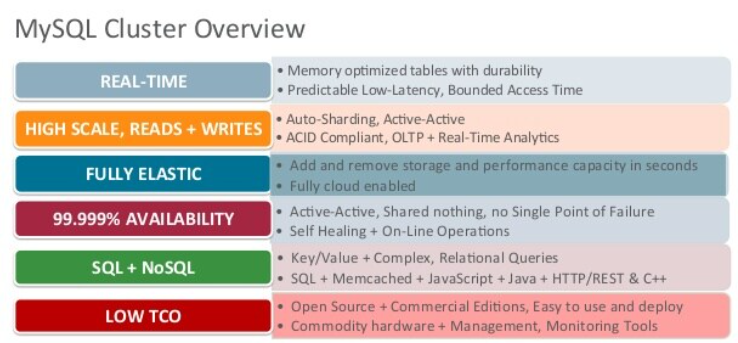 MySQL Cluster Overview
REAL-TIME
• Memory optimized tables with durability
• Predictable Low-Latency, Bounded Access Time
HIGH SCALE, READS + WRITES
• Auto-Sharding, Active-Active
• ACID Compliant, OLTP + Real-Time Analytics
FULLY ELASTIC
• Add and remove storage and performance capacity in seconds
• Fully cloud enabled
99.999% AVAILABILITY
• Active-Active, Shared nothing, no Single Point of Failure
• Self Healing + On-Line Operations
SQL + NoSQL
• Key/Value + Complex, Relational Queries
• SQL + Memcached + JavaScript + Java + HTTP/REST & C++
LOW TCO
• Open Source + Commercial Editions, Easy to use and deploy
• Commodity hardware + Management, Monitoring Tools